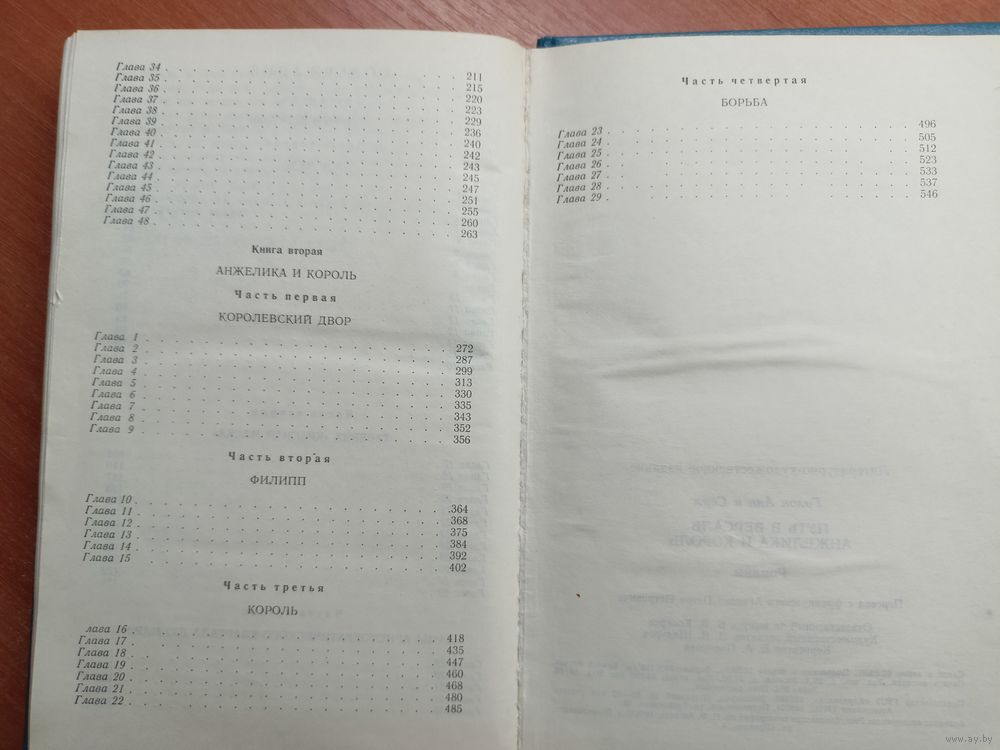 Глава 34 . . . . . . . . . . . . . . . 211
Глава 35 . . . . . . . . . . . . . . . 215
Глава 36 . . . . . . . . . . . . . . . 220
Глава 37 . . . . . . . . . . . . . . . 223
Глава 38 . . . . . . . . . . . . . . . 229
Глава 39 . . . . . . . . . . . . . . . 236
Глава 40 . . . . . . . . . . . . . . . 240
Глава 41 . . . . . . . . . . . . . . . 242
Глава 42 . . . . . . . . . . . . . . . 243
Глава 43 . . . . . . . . . . . . . . . 245
Глава 44 . . . . . . . . . . . . . . . 247
Глава 45 . . . . . . . . . . . . . . . 251
Глава 46 . . . . . . . . . . . . . . . 255
Глава 47 . . . . . . . . . . . . . . . 260
Глава 48 . . . . . . . . . . . . . . . 263
Книга вторая
АНЖЕЛИКА И КОРОЛЬ
Часть первая
КОРОЛЕВСКИЙ ДВОР
Глава 1 . . . . . . . . . . . . . . . 272
Глава 2 . . . . . . . . . . . . . . . 287
Глава 3 . . . . . . . . . . . . . . . 299
Глава 4 . . . . . . . . . . . . . . . 313
Глава 5 . . . . . . . . . . . . . . . 330
Глава 6 . . . . . . . . . . . . . . . 335
Глава 7 . . . . . . . . . . . . . . . 343
Глава 8 . . . . . . . . . . . . . . . 352
Глава 9 . . . . . . . . . . . . . . . 356
Часть вторая
ФИЛИПП
Глава 10 . . . . . . . . . . . . . . . 364
Глава 11 . . . . . . . . . . . . . . . 368
Глава 12 . . . . . . . . . . . . . . . 375
Глава 13 . . . . . . . . . . . . . . . 384
Глава 14 . . . . . . . . . . . . . . . 392
Глава 15 . . . . . . . . . . . . . . . 402
Часть третья
КОРОЛЬ
лава 16 . . . . . . . . . . . . . . . 418
Глава 17 . . . . . . . . . . . . . . . 435
Глава 18 . . . . . . . . . . . . . . . 447
Глава 19 . . . . . . . . . . . . . . . 460
Глава 20 . . . . . . . . . . . . . . . 468
Глава 21 . . . . . . . . . . . . . . . 480
Глава 22 . . . . . . . . . . . . . . . 485
Часть четвертая
БОРЬБА
Глава 23 . . . . . . . . . . . . . . . 496
Глава 24 . . . . . . . . . . . . . . . 505
Глава 25 . . . . . . . . . . . . . . . 512
Глава 26 . . . . . . . . . . . . . . . 523
Глава 27 . . . . . . . . . . . . . . . 533
Глава 28 . . . . . . . . . . . . . . . 537
Глава 29 . . . . . . . . . . . . . . . 546
www.ay.by